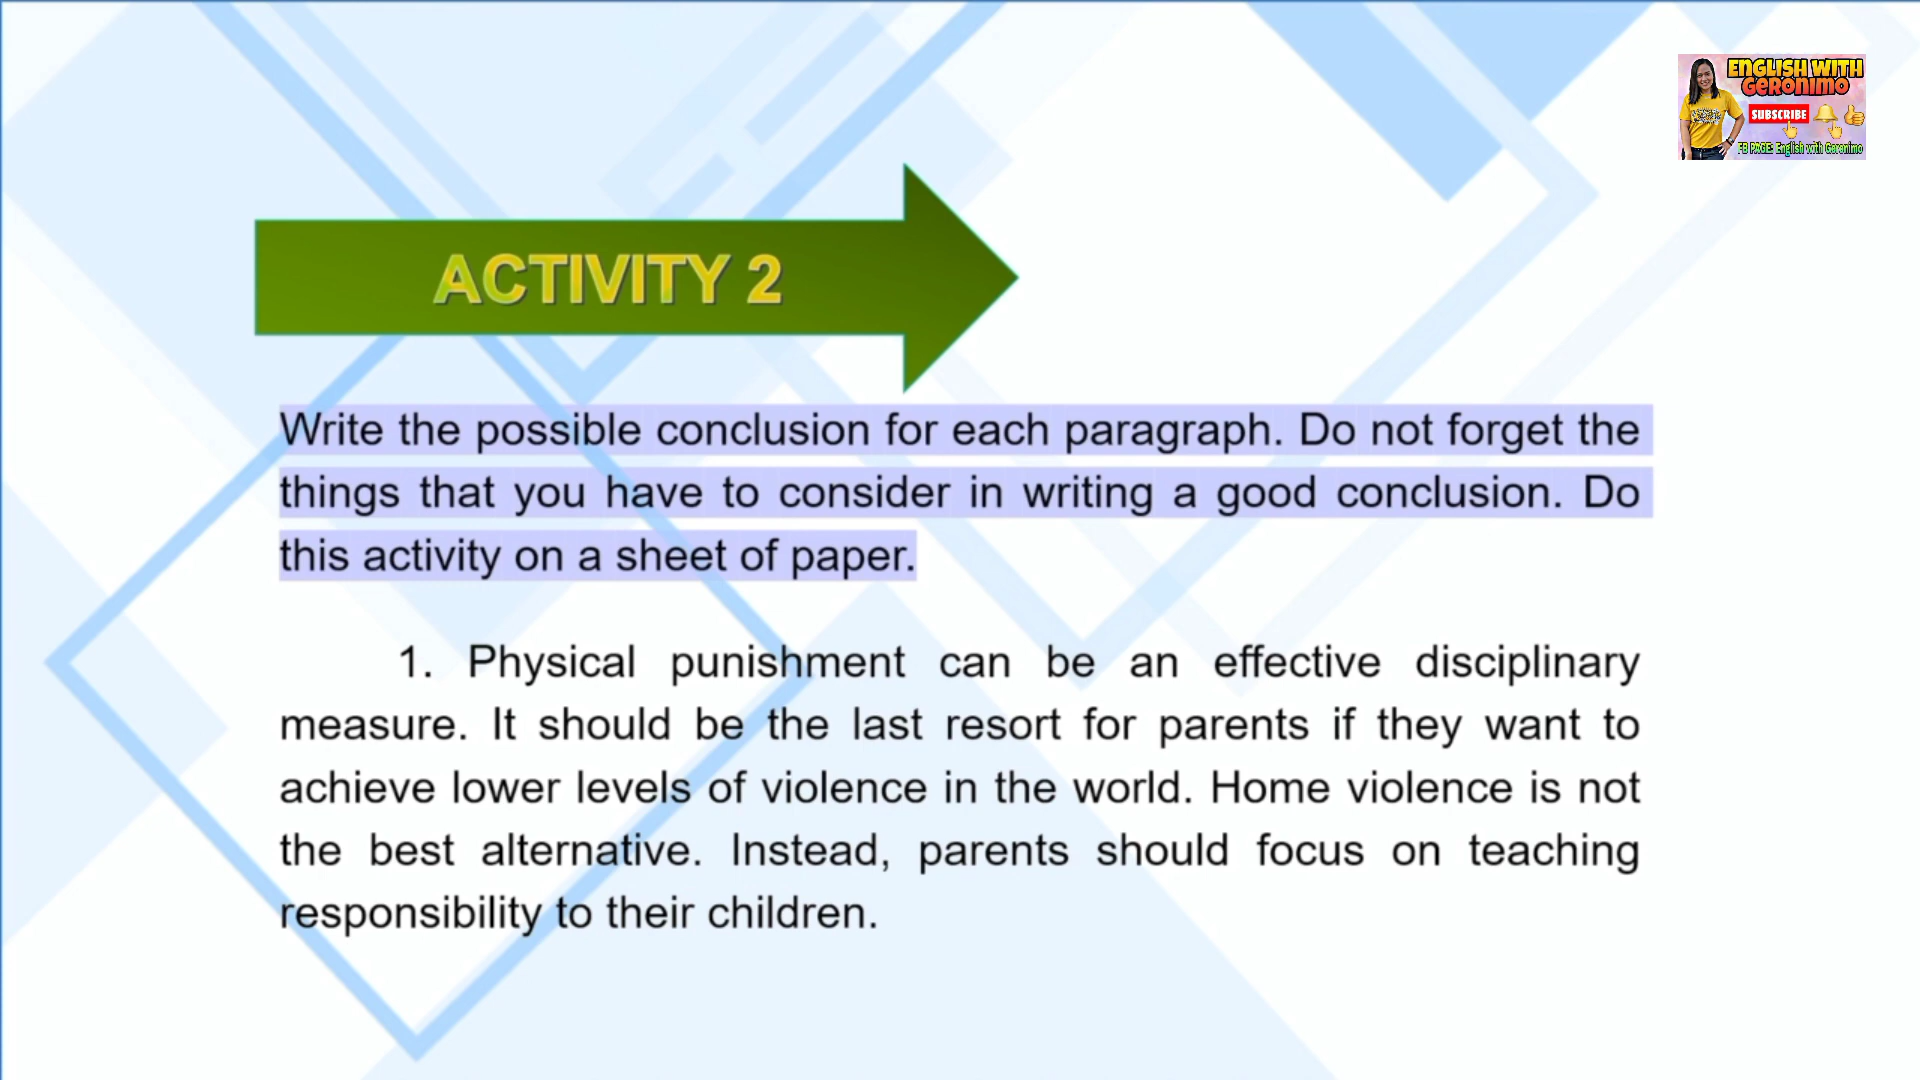 ENGLISH WITH
GERONIMO
SUBSCRIBE
FB PAGE: English with Geronimo
ACTIVITY 2
Write the possible conclusion for each paragraph. Do not forget the
things that you have to consider in writing a good conclusion. Do
this activity on a sheet of paper.
1. Physical punishment can be an effective disciplinary
measure. It should be the last resort for parents if they want to
achieve lower levels of violence in the world. Home violence is not
the best alternative. Instead, parents should focus on teaching
responsibility to their children.